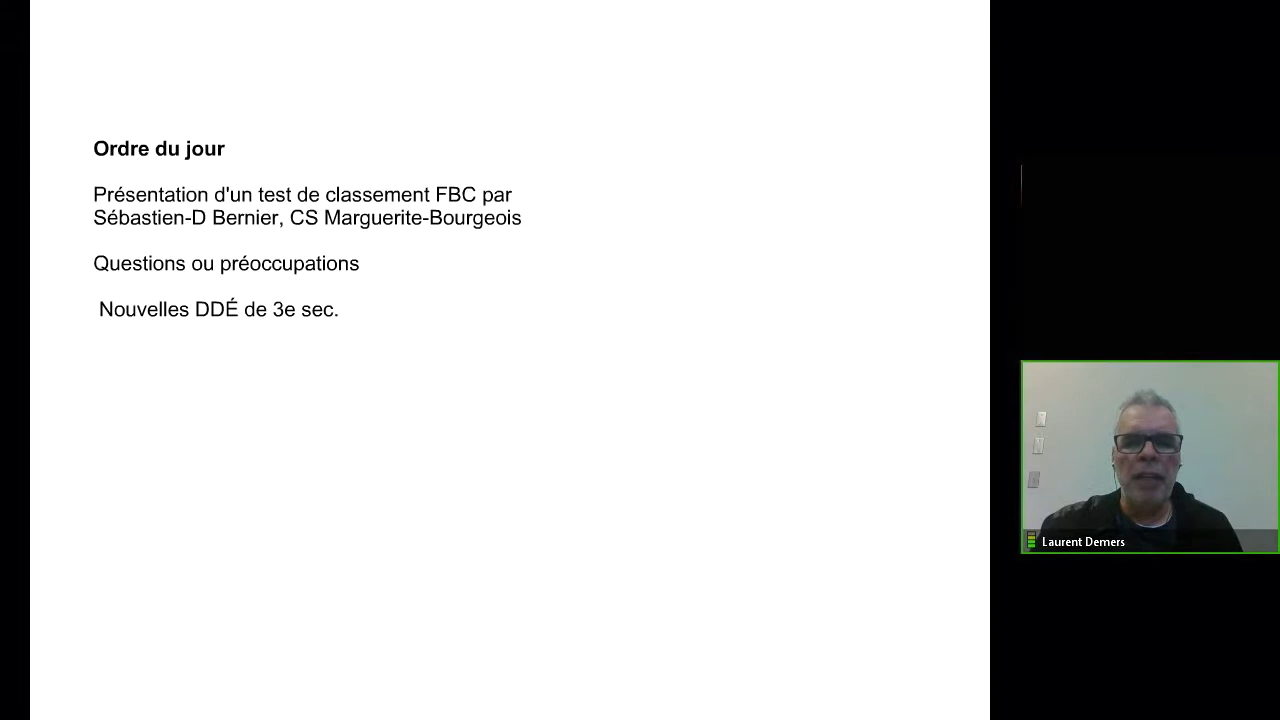 Ordre du jour
Présentation d'un test de classement FBC par
Sébastien-D Bernier, CS Marguerite-Bourgeois
Questions ou préoccupations
Nouvelles DDÉ de 3e sec.
Laurent Demers